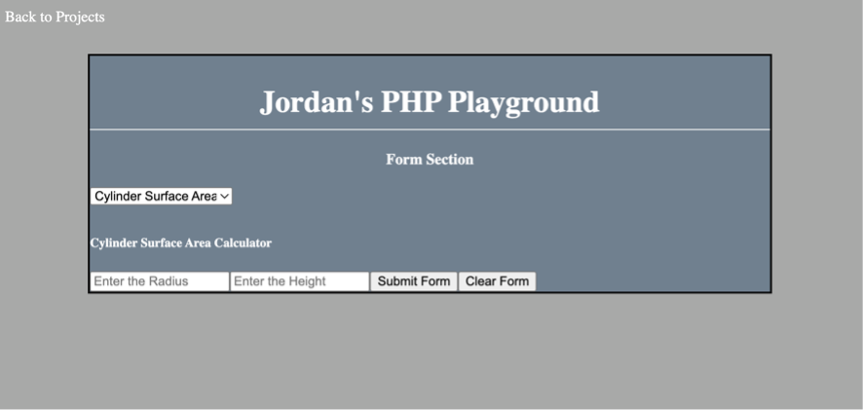 Back to Projects
Jordan's PHP Playground
Form Section
Cylinder Surface Area
Cylinder Surface Area Calculator
Enter the Radius Enter the Height Submit Form Clear Form